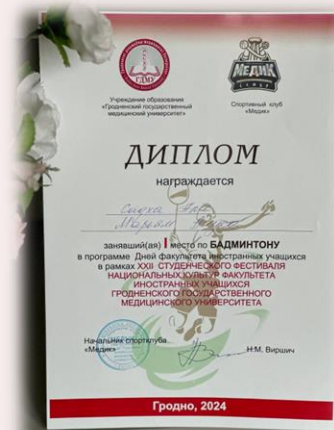 ГДМУ
МЕДИК
Учреждение образования
«Гродненский государственный
медицинский университет»
Спортивный клуб
«Медик»
ДИПЛОМ
награждается
занявший(ая) I место по БАДМИНТОНУ
в программе Дней факультета иностранных учащихся
в рамках XXII СТУДЕНЧЕСКОГО ФЕСТИВАЛЯ
НАЦИОНАЛЬНЫХ КУЛЬТУР ФАКУЛЬТЕТА
ИНОСТРАННЫХ УЧАЩИХСЯ
ГРОДНЕНСКОГО ГОСУДАРСТВЕННОГО
МЕДИЦИНСКОГО УНИВЕРСИТЕТА
Начальник спортклуба
«Медик»
Н.М. Виршич
Гродно, 2024